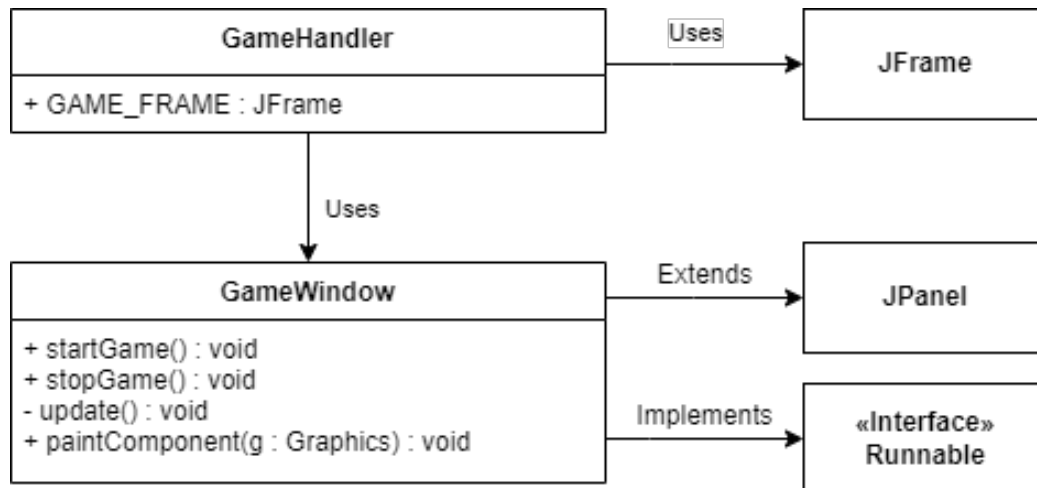 GameHandler
+ GAME_FRAME : JFrame
Uses
JFrame
Uses
GameWindow
+ startGame() : void
+ stopGame() : void
- update() : void
+ paintComponent(g : Graphics) : void
Extends
JPanel
Implements
«Interface»
Runnable